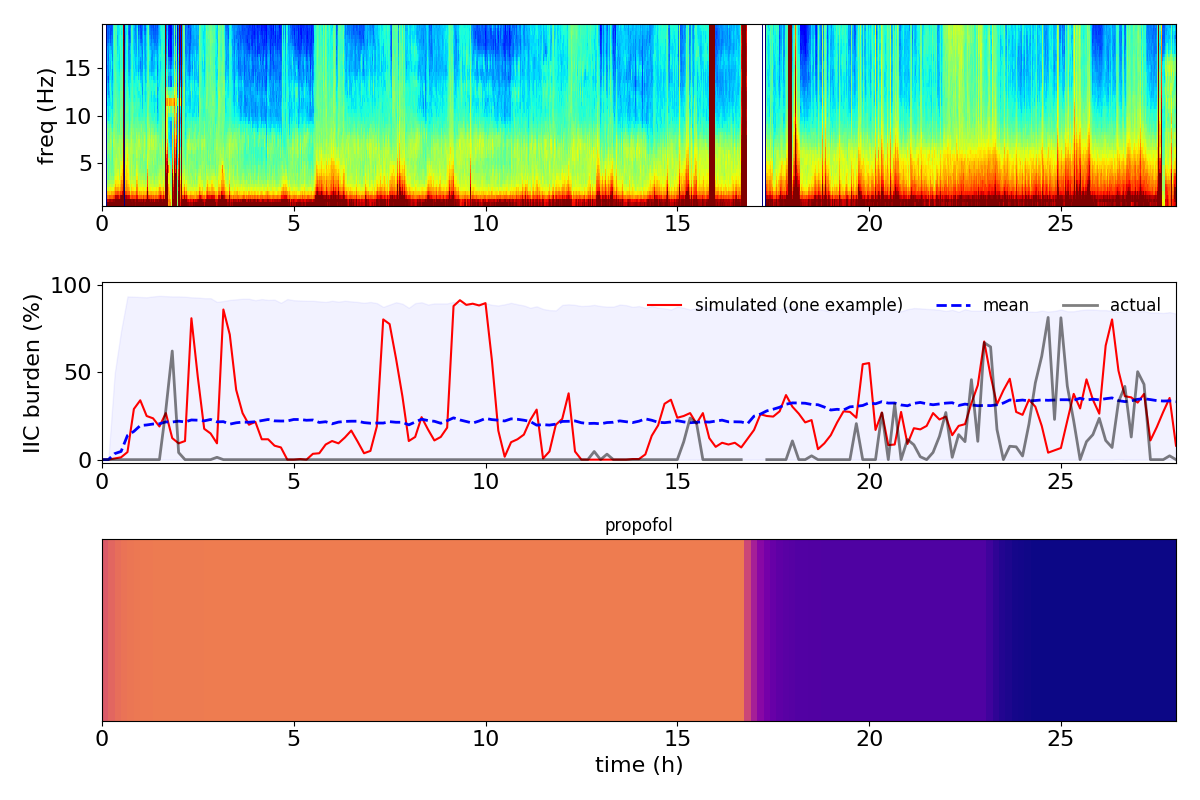 freq (Hz)
15
10
5
0 5 10 15 20 25
IIC burden (%)
100
50
0
simulated (one example) mean actual
0 5 10 15 20 25
propofol
0 5 10 15 20 25
time (h)